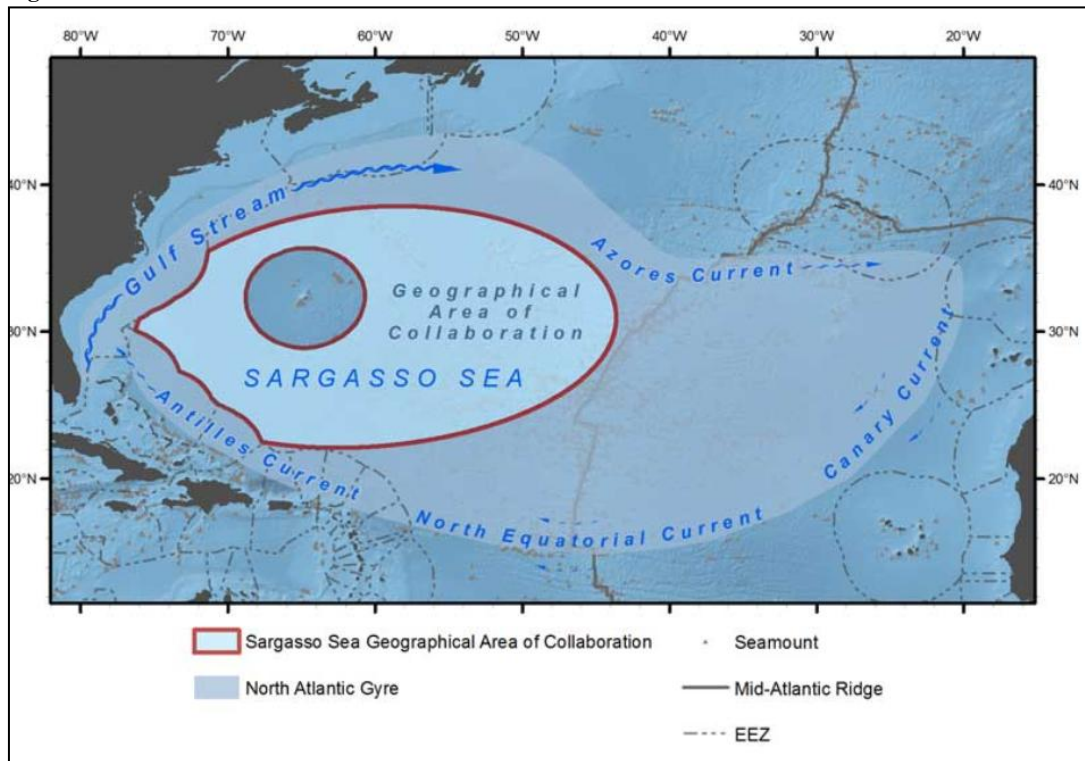 80°W 70°W 60°W 50°W 40°W 30°W 20°W
40°N 40°N
Gulf Stream
Azores Current
Geographical
Area of
Collaboration
30°N 30°N
SARGASSO SEA
Canary Current
Antilles Current
20°N 20°N
North Equatorial Current
Sargasso Sea Geographical Area of Collaboration
Seamount
North Atlantic Gyre
Mid-Atlantic Ridge
EEZ